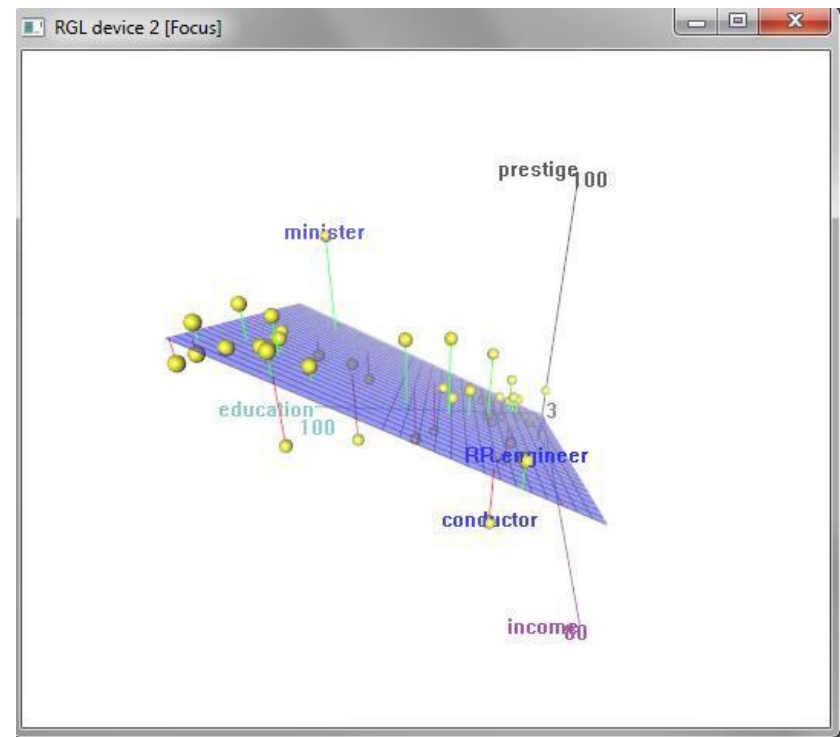 RGL device 2 [Focus]
prestige
100
minister
education
100
3
RR.engineer
conductor
income